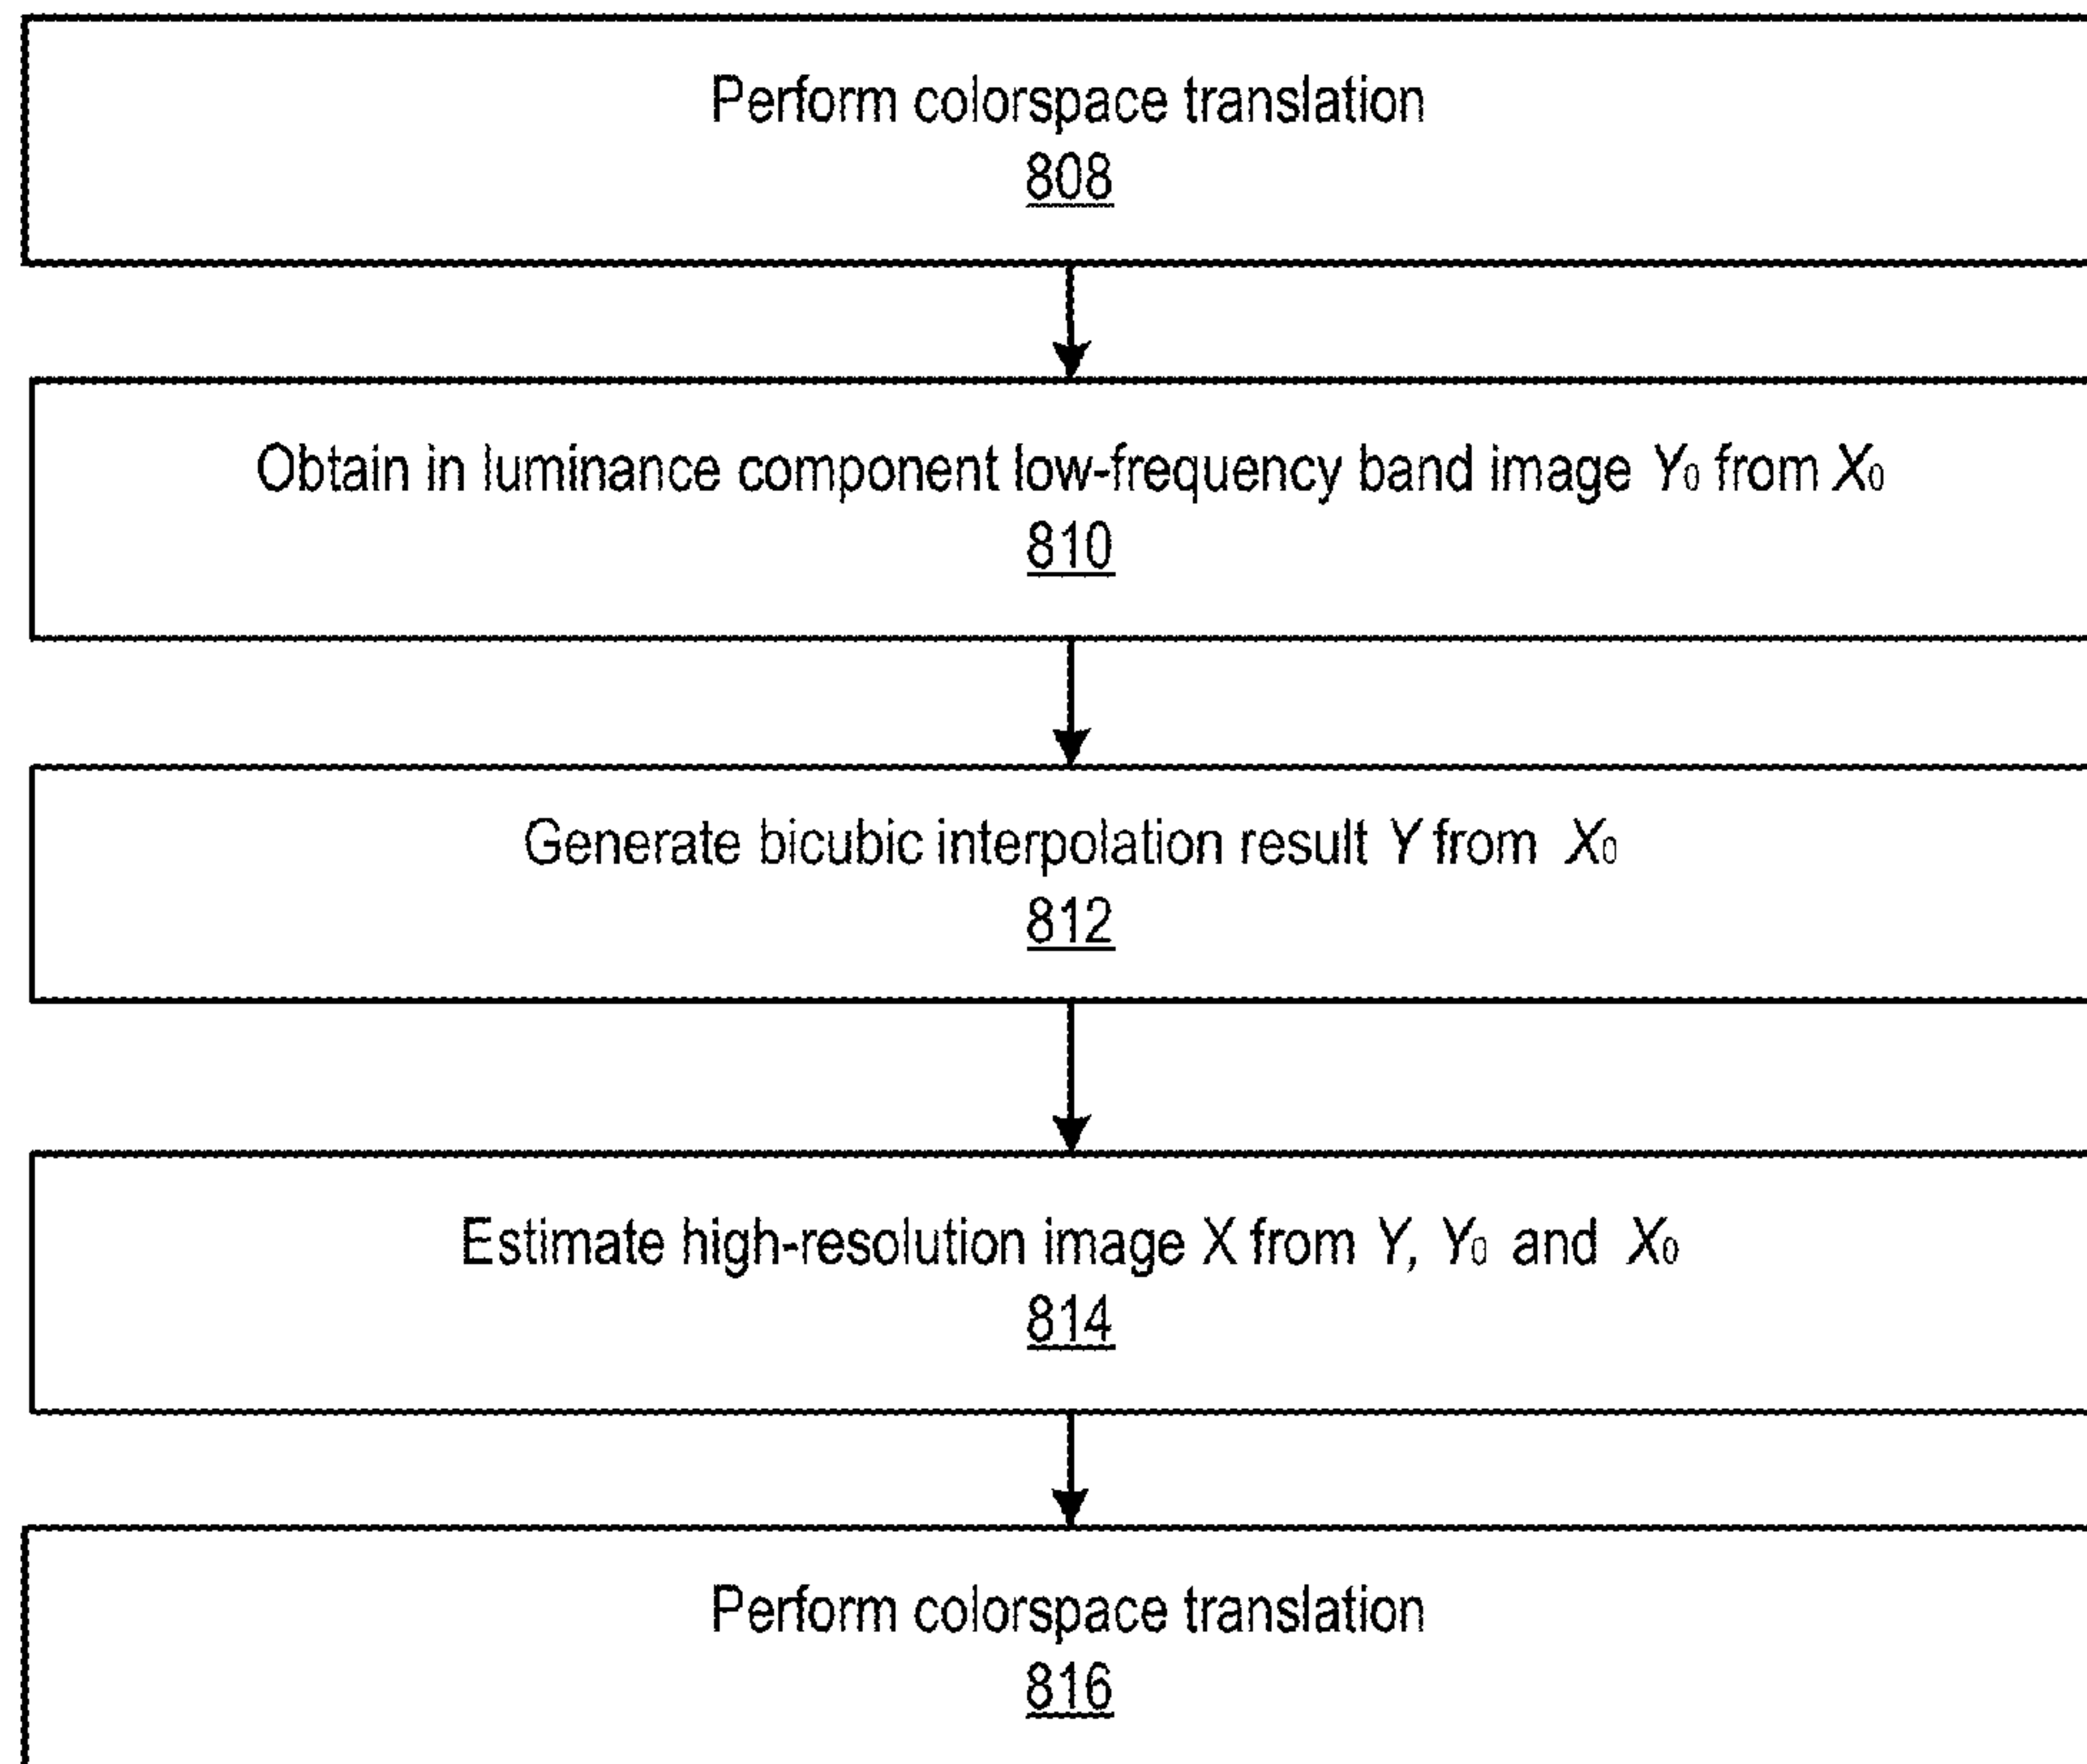 Perform colorspace translation
808
Obtain in luminance component low-frequency band image Y₀ from X₀
810
Generate bicubic interpolation result Y from X₀
812
Estimate high-resolution image X from Y, Y₀ and X₀
814
Perform colorspace translation
816